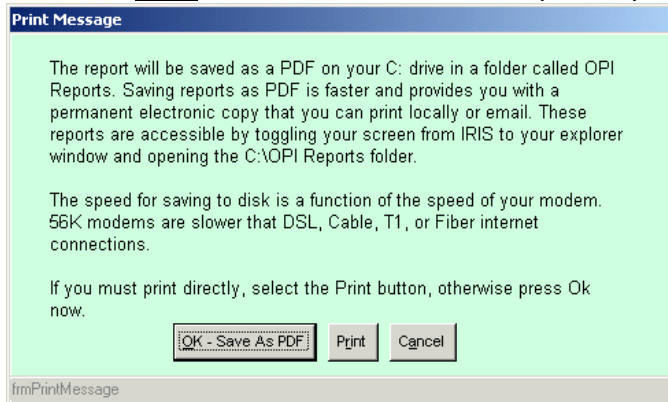 Print Message
The report will be saved as a PDF on your C: drive in a folder called OPI
Reports. Saving reports as PDF is faster and provides you with a
permanent electronic copy that you can print locally or email. These
reports are accessible by toggling your screen from IRIS to your explorer
window and opening the C:\OPI Reports folder.
The speed for saving to disk is a function of the speed of your modem.
56K modems are slower that DSL, Cable, T1, or Fiber internet
connections.
If you must print directly, select the Print button, otherwise press Ok
now.
OK - Save As PDF Print Cancel
frmPrintMessage